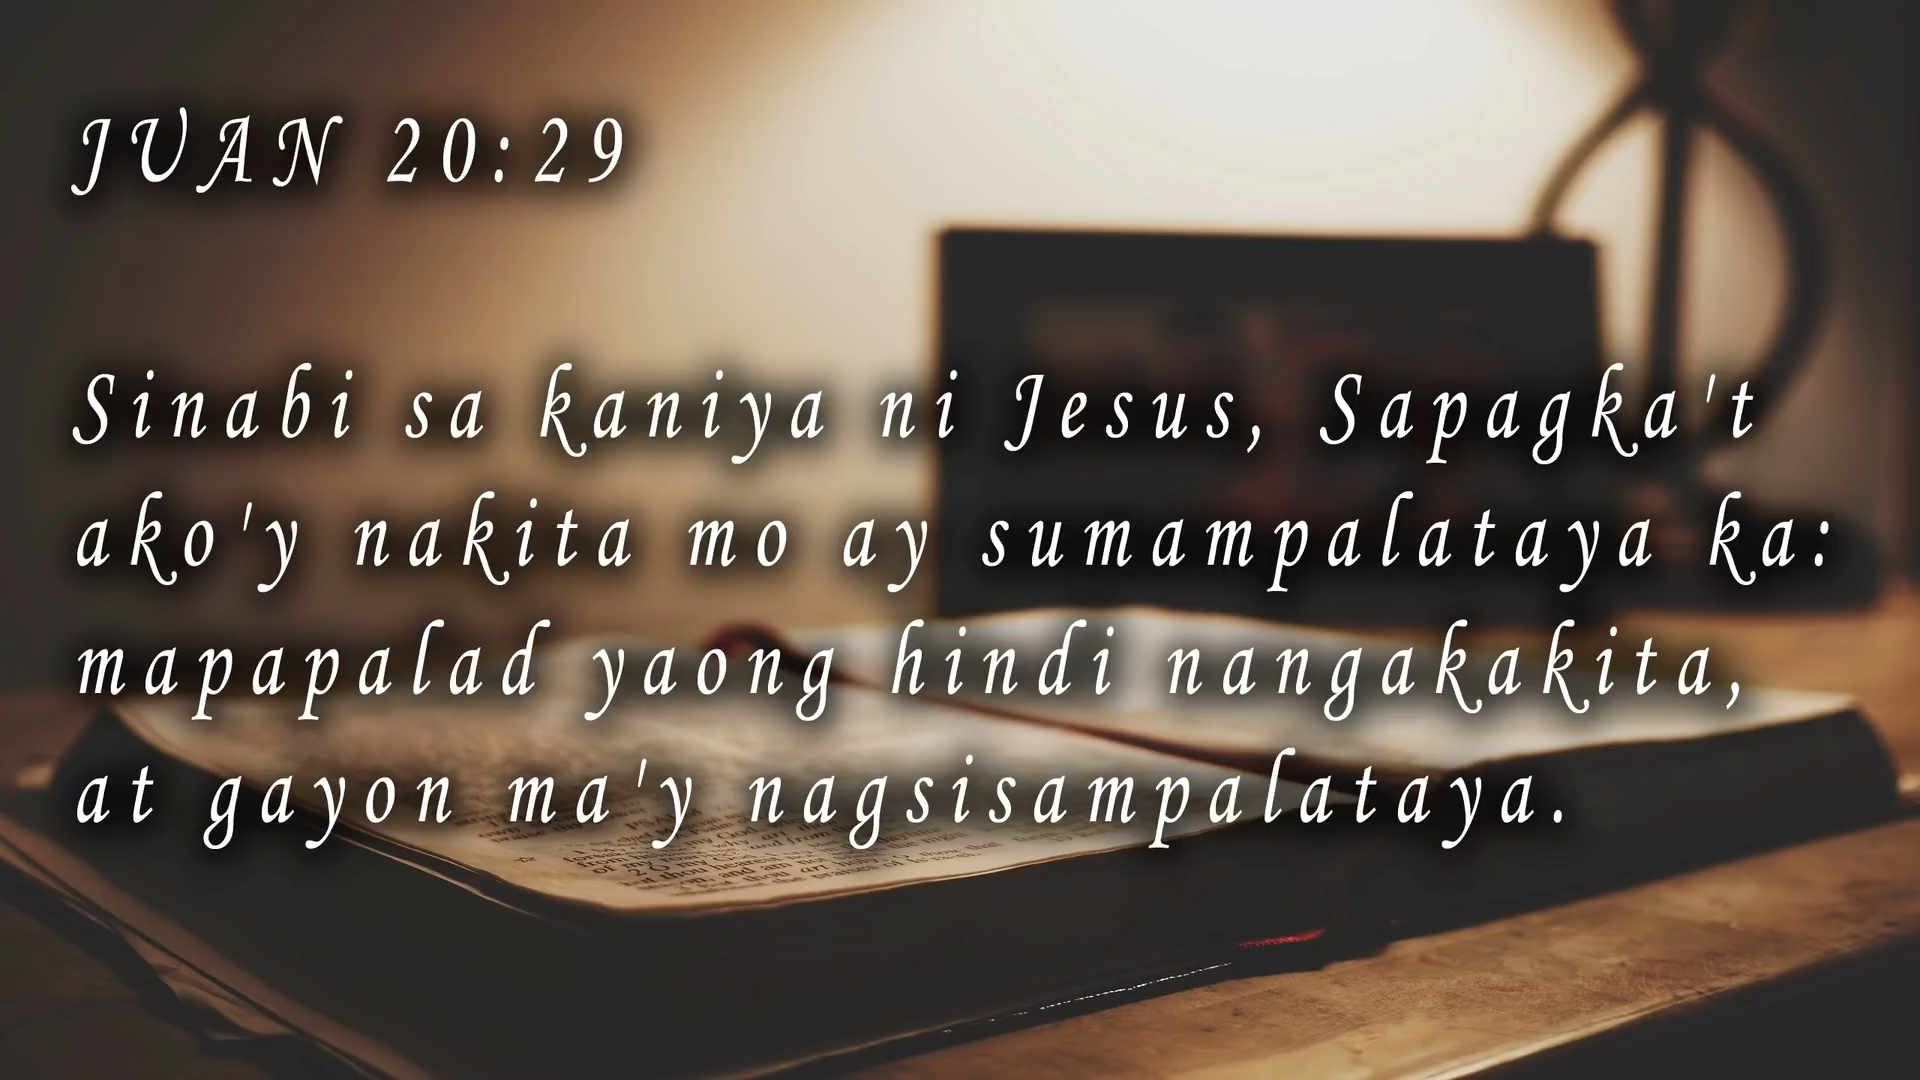 JUAN 20:29
Sinabi sa kaniya ni Jesus, Sapagka't
ako'y nakita mo ay sumampalataya ka:
mapapalad yaong hindi nangakakita,
at gayon ma'y nagsisampalataya.